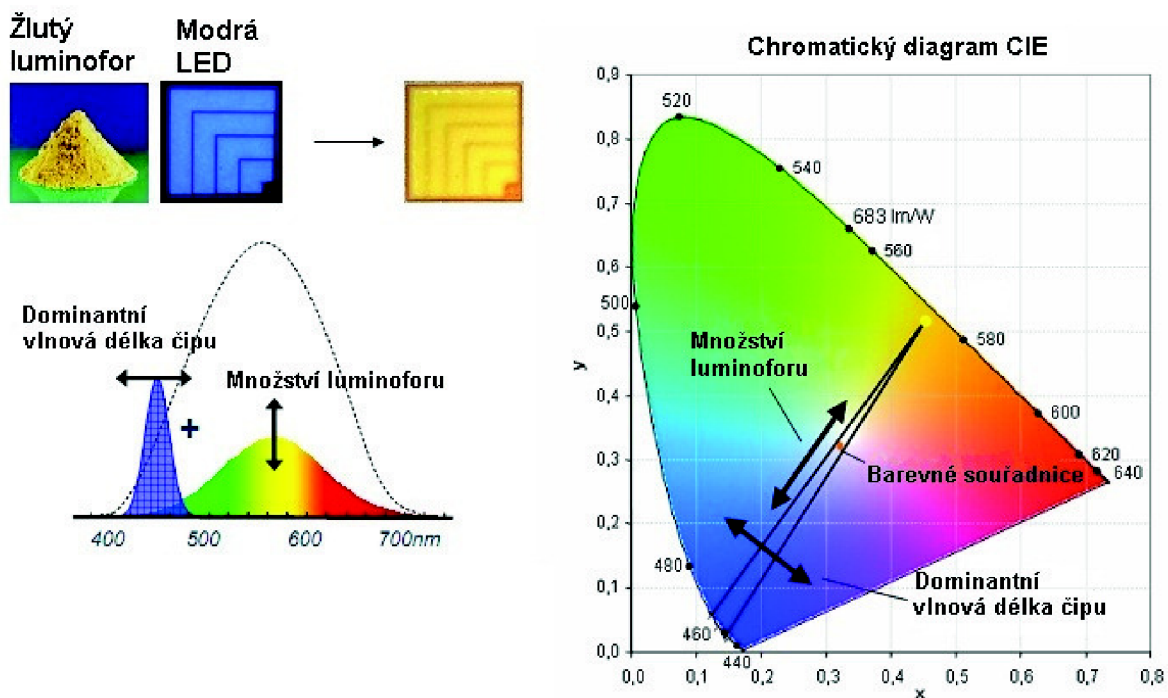 Žlutý
luminofor
Modrá
LED
Dominantní
vlnová délka čipu
Množství luminoforu
+
400 500 600 700nm
Chromatický diagram CIE
0,9
0,8
0,7
0,6
0,5
0,4
0,3
0,2
0,1
0,0
y
520
540
683 lm/W
560
500
580
600
620
640
480
460
440
Množství
luminoforu
Barevné souřadnice
Dominantní
vlnová délka čipu
0,0 0,1 0,2 0,3 0,4 0,5 0,6 0,7 0,8
x